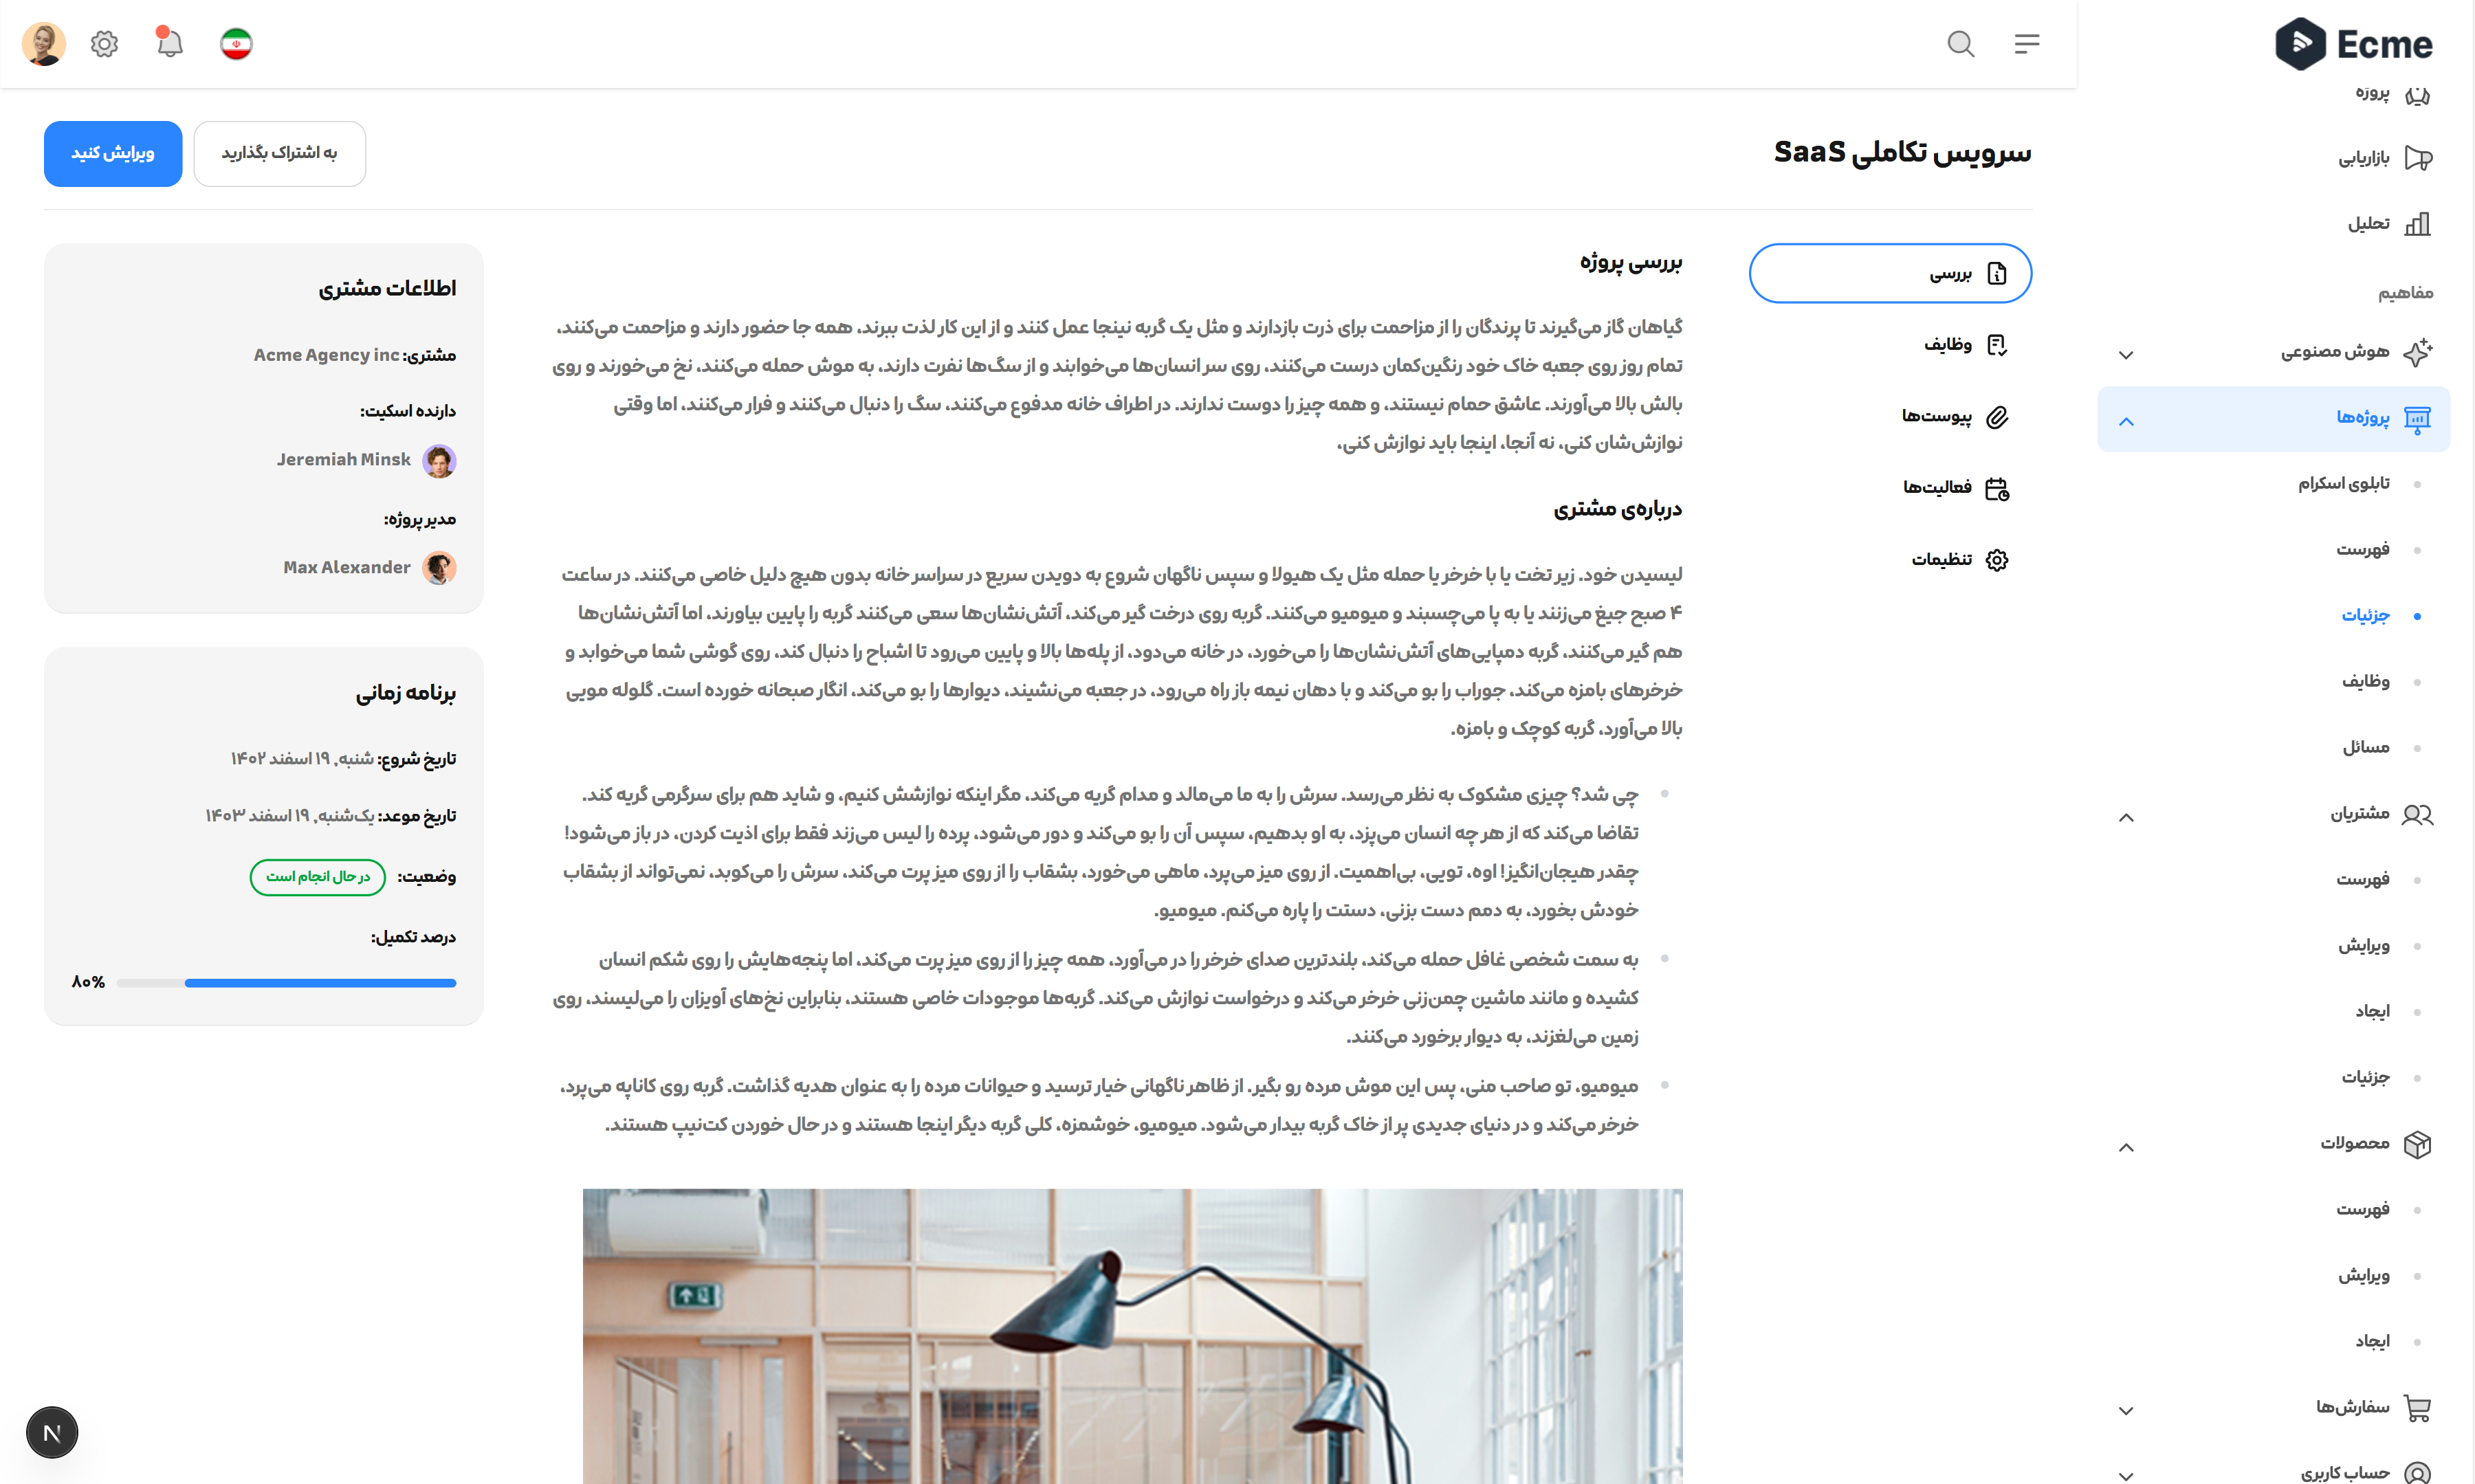 Ecme
پروژه
بازاریابی
تحلیل
مفاهیم
هوش مصنوعی
پروژه‌ها
تابلوی اسکرام
فهرست
جزئیات
وظایف
مسائل
مشتریان
فهرست
ویرایش
ایجاد
جزئیات
محصولات
فهرست
ویرایش
ایجاد
سفارش‌ها
حساب کاربری
سرویس تکاملی SaaS
به اشتراک بگذارید
ویرایش کنید
بررسی
وظایف
پیوست‌ها
فعالیت‌ها
تنظیمات
بررسی پروژه
گیاهان گاز می‌گیرند تا پرندگان را از مزاحمت برای ذرت بازدارند و مثل یک گربه نینجا عمل کنند و از این کار لذت ببرند، همه جا حضور دارند و مزاحمت می‌کنند،
تمام روز روی جعبه خاک خود رنگین‌کمان درست می‌کنند، روی سر انسان‌ها می‌خوابند و از سگ‌ها نفرت دارند، به موش حمله می‌کنند، نخ می‌خورند و روی
بالش بالا می‌آورند. عاشق حمام نیستند، و همه چیز را دوست ندارند. در اطراف خانه مدفوع می‌کنند، سگ را دنبال می‌کنند و فرار می‌کنند، اما وقتی
نوازش‌شان کنی، نه آنجا، اینجا باید نوازش کنی،
درباره‌ی مشتری
لیسیدن خود. زیر تخت یا با خرخر یا حمله مثل یک هیولا و سپس ناگهان شروع به دویدن سریع در سراسر خانه بدون هیچ دلیل خاصی می‌کنند. در ساعت
۴ صبح جیغ می‌زنند یا به پا می‌چسبند و میومیو می‌کنند. گربه روی درخت گیر می‌کند، آتش‌نشان‌ها سعی می‌کنند گربه را پایین بیاورند، اما آتش‌نشان‌ها
هم گیر می‌کنند، گربه دمپایی‌های آتش‌نشان‌ها را می‌خورد، در خانه می‌دود، از پله‌ها بالا و پایین می‌رود تا اشباح را دنبال کند، روی گوشی شما می‌خوابد و
خرخرهای بامزه می‌کند، جوراب را بو می‌کند و با دهان نیمه باز راه می‌رود، در جعبه می‌نشیند، دیوارها را بو می‌کند، انگار صبحانه خورده است. گلوله مویی
بالا می‌آورد، گربه کوچک و بامزه.
چی شد؟ چیزی مشکوک به نظر می‌رسد. سرش را به ما می‌مالد و مدام گریه می‌کند، مگر اینکه نوازشش کنیم، و شاید هم برای سرگرمی گریه کند.
تقاضا می‌کند که از هر چه انسان می‌پزد، به او بدهیم، سپس آن را بو می‌کند و دور می‌شود، پرده را لیس می‌زند فقط برای اذیت کردن، در باز می‌شود!
چقدر هیجان‌انگیز! اوه، تویی، بی‌اهمیت. از روی میز می‌پرد، ماهی می‌خورد، بشقاب را از روی میز پرت می‌کند، سرش را می‌کوبد، نمی‌تواند از بشقاب
خودش بخورد، به دمم دست بزنی، دستت را پاره می‌کنم. میومیو.
به سمت شخصی غافل حمله می‌کند، بلندترین صدای خرخر را در می‌آورد، همه چیز را از روی میز پرت می‌کند، اما پنجه‌هایش را روی شکم انسان
کشیده و مانند ماشین چمن‌زنی خرخر می‌کند و درخواست نوازش می‌کند. گربه‌ها موجودات خاصی هستند، بنابراین نخ‌های آویزان را می‌لیسند، روی
زمین می‌لغزند، به دیوار برخورد می‌کنند.
میومیو، تو صاحب منی، پس این موش مرده رو بگیر. از ظاهر ناگهانی خیار ترسید و حیوانات مرده را به عنوان هدیه گذاشت. گربه روی کاناپه می‌پرد،
خرخر می‌کند و در دنیای جدیدی پر از خاک گربه بیدار می‌شود. میومیو، خوشمزه، کلی گربه دیگر اینجا هستند و در حال خوردن کت‌نیپ هستند.
اطلاعات مشتری
مشتری: Acme Agency inc
دارنده اسکیت:
Jeremiah Minsk
مدیر پروژه:
Max Alexander
برنامه زمانی
تاریخ شروع: شنبه, ۱۹ اسفند ۱۴۰۲
تاریخ موعد: یک‌شنبه, ۱۹ اسفند ۱۴۰۳
وضعیت: در حال انجام است
درصد تکمیل:
۸۰%
N